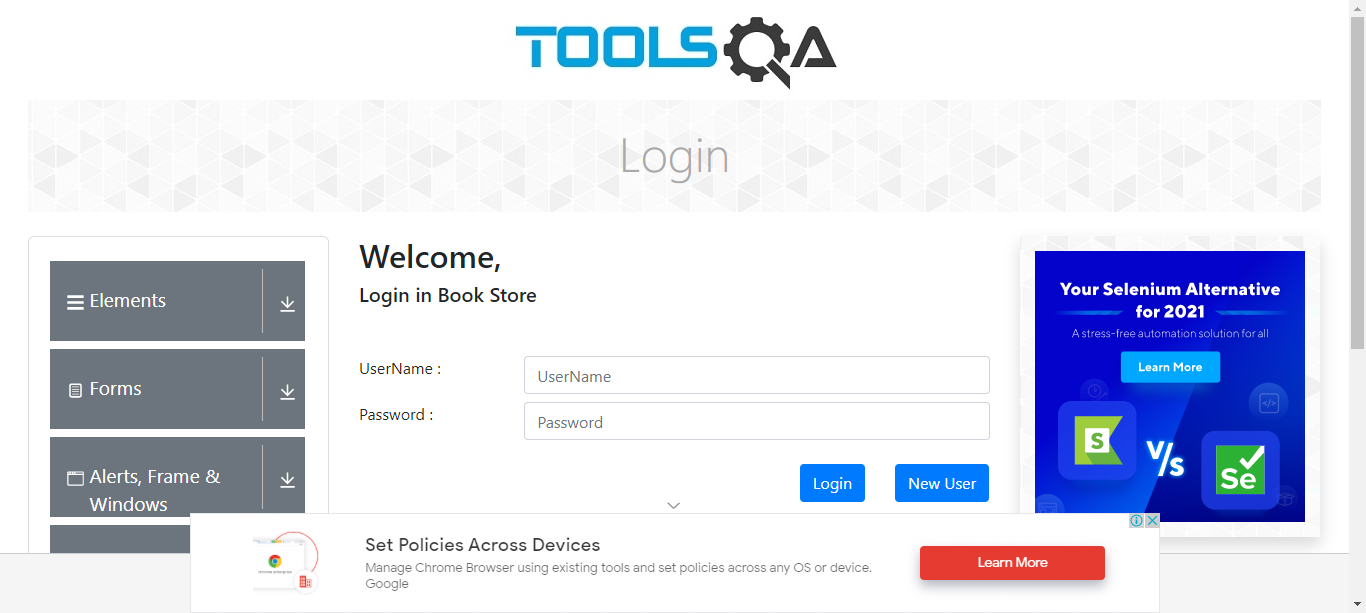 TOOLSQA
Login
Elements
Forms
Alerts, Frame &
Windows
Welcome,
Login in Book Store
UserName :
UserName
Password :
Password
Login
New User
Your Selenium Alternative
for 2021
A stress-free automation solution for all
Learn More
S
V/s
Se
Set Policies Across Devices
Manage Chrome Browser using existing tools and set policies across any OS or device.
Google
Learn More